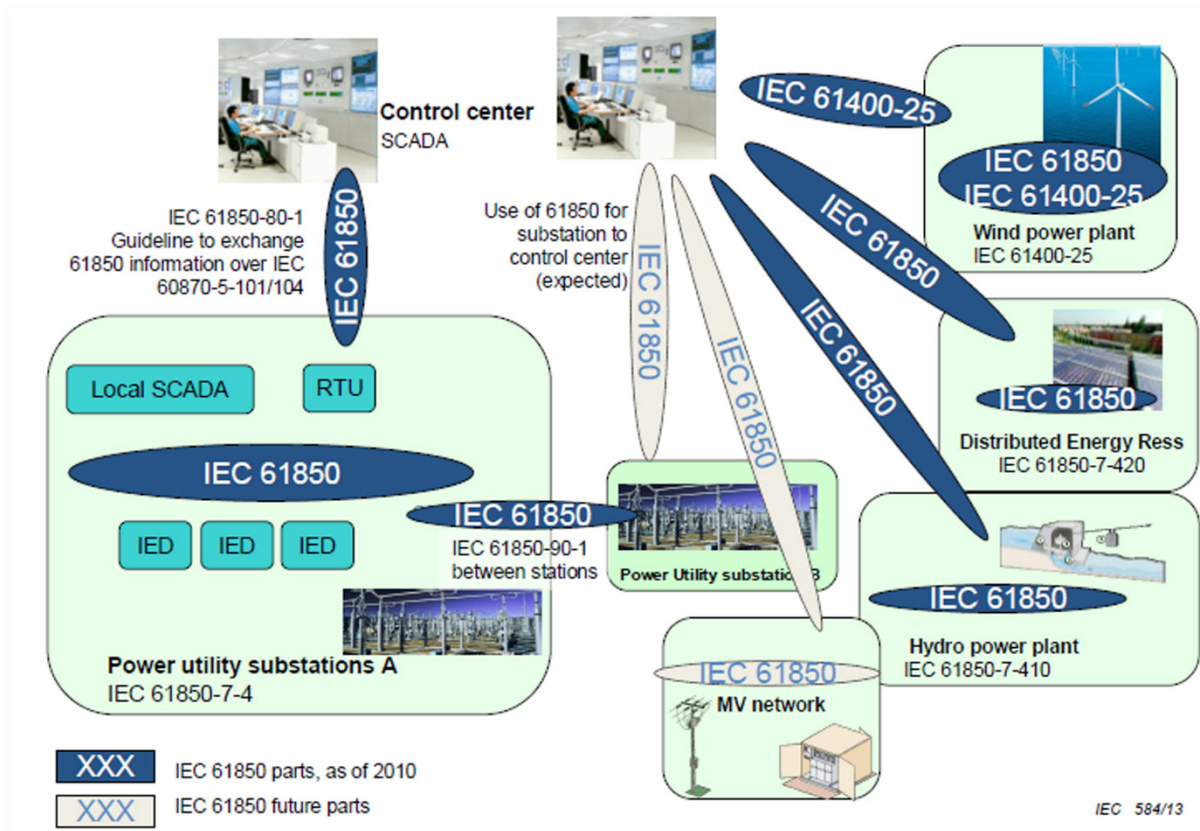 Control center
SCADA
IEC 61850-80-1
Guideline to exchange
61850 information over IEC
60870-5-101/104
IEC 61850
Use of 61850 for
substation to
control center
(expected)
IEC 61850
IEC 61850
IEC 61850
IEC 61850
IEC 61400-25
IEC 61850
IEC 61400-25
Wind power plant
IEC 61400-25
IEC 61850
Distributed Energy Ress
IEC 61850-7-420
IEC 61850
Hydro power plant
IEC 61850-7-410
Local SCADA
RTU
IEC 61850
IED
IED
IED
IEC 61850
IEC 61850-90-1
between stations
Power utility substations A
IEC 61850-7-4
Power Utility substation
IEC 61850
MV network
XXX
IEC 61850 parts, as of 2010
XXX
IEC 61850 future parts
IEC 584/13